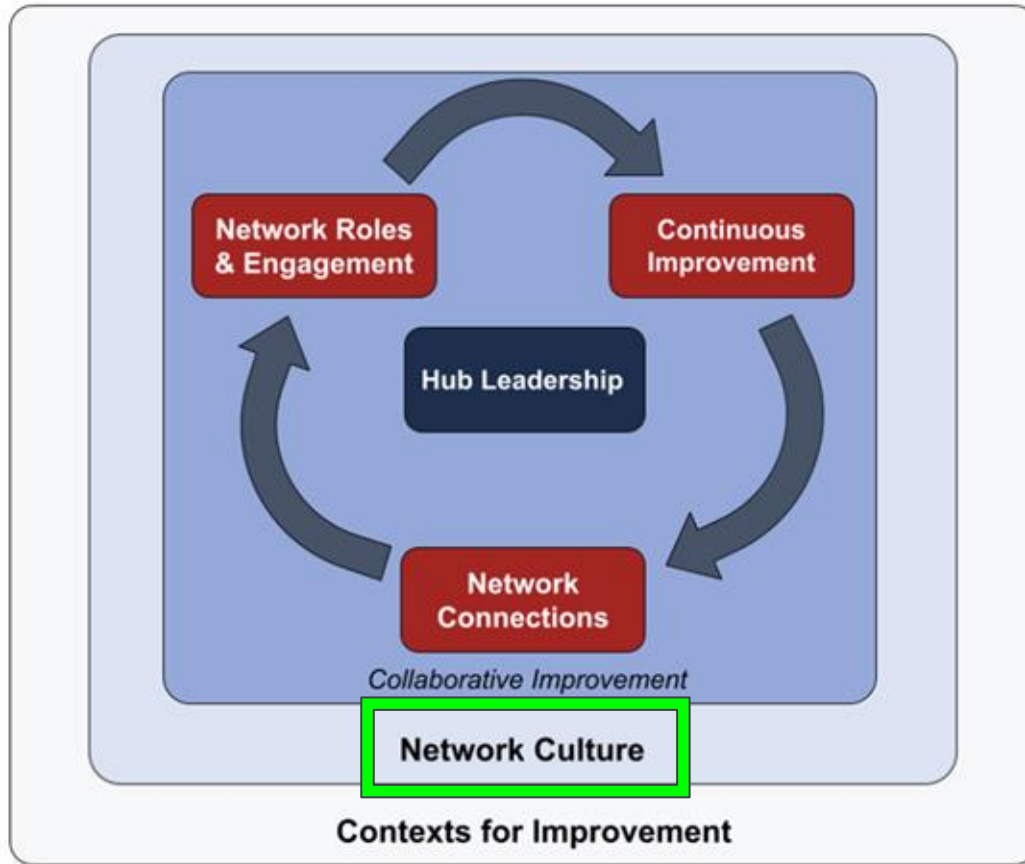 Network Roles
& Engagement
Continuous
Improvement
Hub Leadership
Network
Connections
Collaborative Improvement
Network Culture
Contexts for Improvement